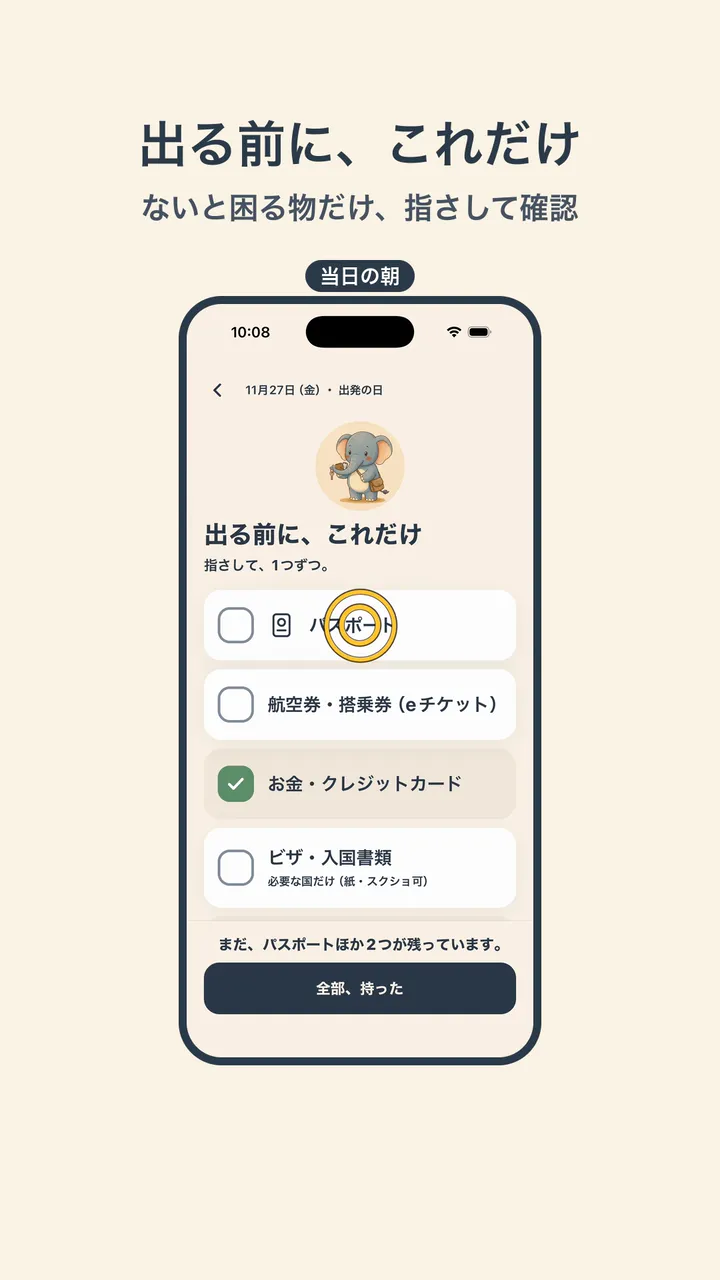 出る前に、これだけ
ないと困る物だけ、指さして確認
当日の朝
10:08
11月27日（金）・出発の日
出る前に、これだけ
指さして、1つずつ。
パスポート
航空券・搭乗券（eチケット）
お金・クレジットカード
ビザ・入国書類
必要な国だけ（紙・スクショ可）
まだ、パスポートほか2つが残っています。
全部、持った